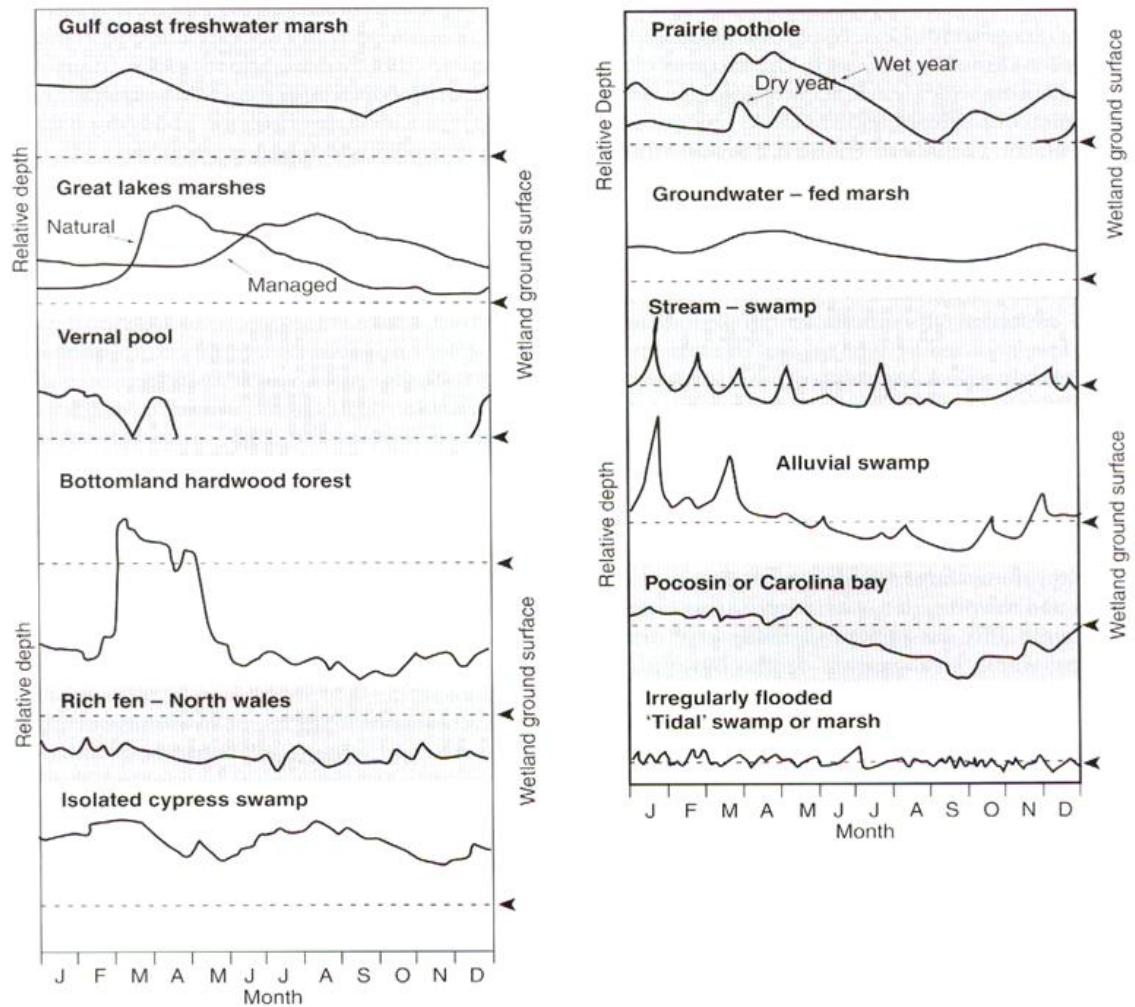 Gulf coast freshwater marsh
Great lakes marshes
Natural
Managed
Vernal pool
Bottomland hardwood forest
Rich fen – North wales
Isolated cypress swamp
Relative depth
Relative depth
Wetland ground surface
Wetland ground surface
J F M A M J J A S O N D
Month
Prairie pothole
Wet year
Dry year
Groundwater – fed marsh
Stream – swamp
Alluvial swamp
Pocosin or Carolina bay
Irregularly flooded
‘Tidal’ swamp or marsh
Relative Depth
Relative depth
Wetland ground surface
Wetland ground surface
J F M A M J J A S O N D
Month